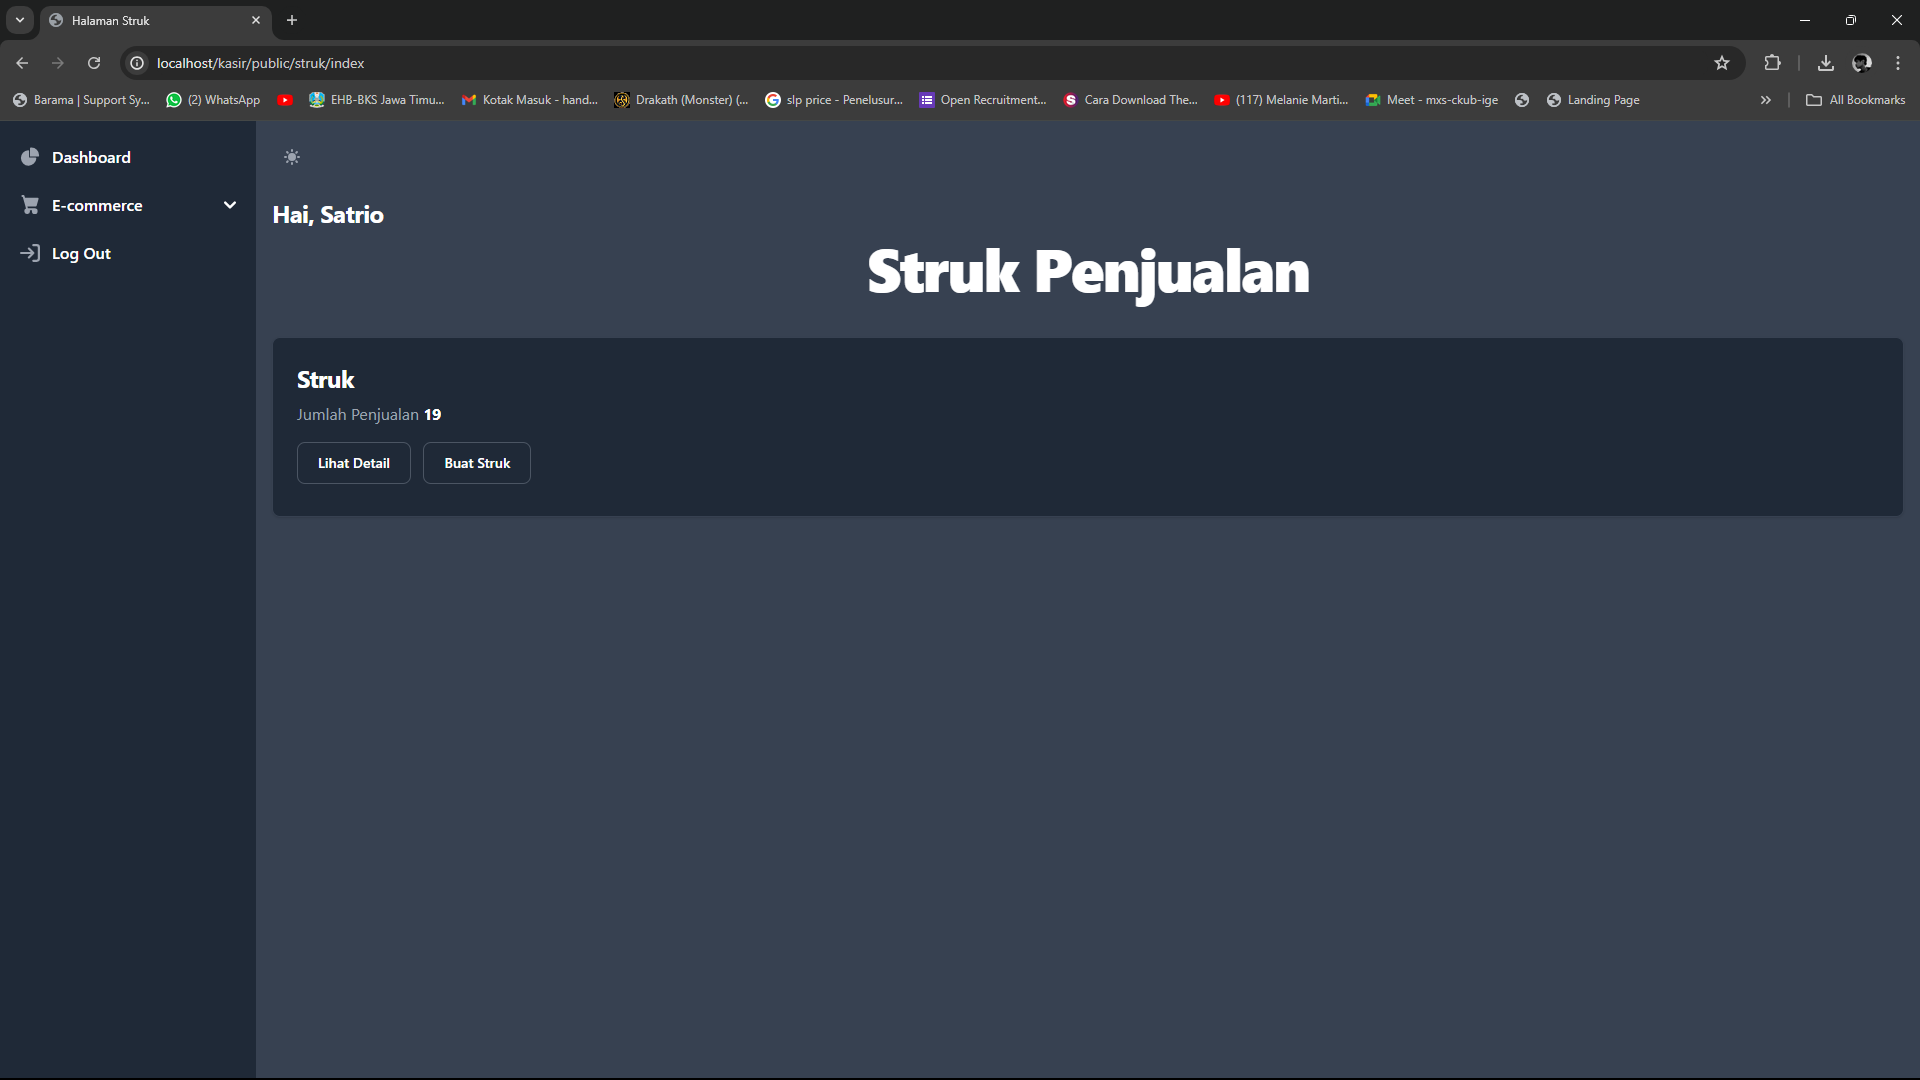 Halaman Struk
localhost/kasir/public/struk/index
Barama | Support Sy... (2) WhatsApp EHB-BKS Jawa Timu... Kotak Masuk - hand... Drakath (Monster) (... slp price - Penelusur... Open Recruitment... Cara Download The... (117) Melanie Marti... Meet - mxs-ckub-ige Landing Page All Bookmarks
Dashboard
E-commerce
Log Out
Hai, Satrio
Struk Penjualan
Struk
Jumlah Penjualan 19
Lihat Detail Buat Struk